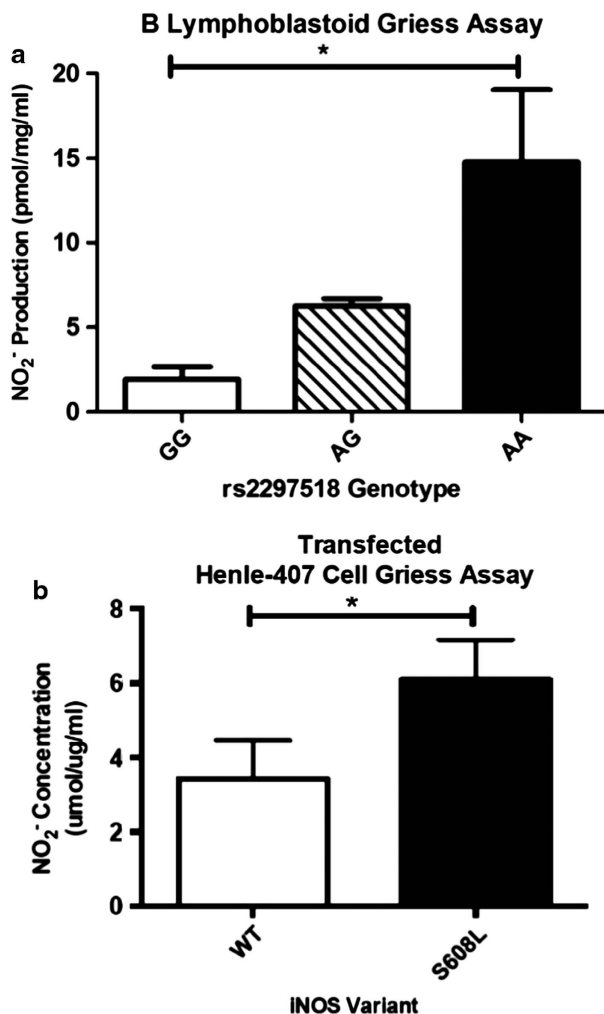 B Lymphoblastoid Griess Assay
a
*
NO₂⁻ Production (pmol/mg/ml)
20
15
10
5
0
GG
AG
AA
rs2297518 Genotype
Transfected
Henle-407 Cell Griess Assay
b
*
NO₂⁻ Concentration
(umol/ug/ml)
8
6
4
2
0
WT
S608L
iNOS Variant